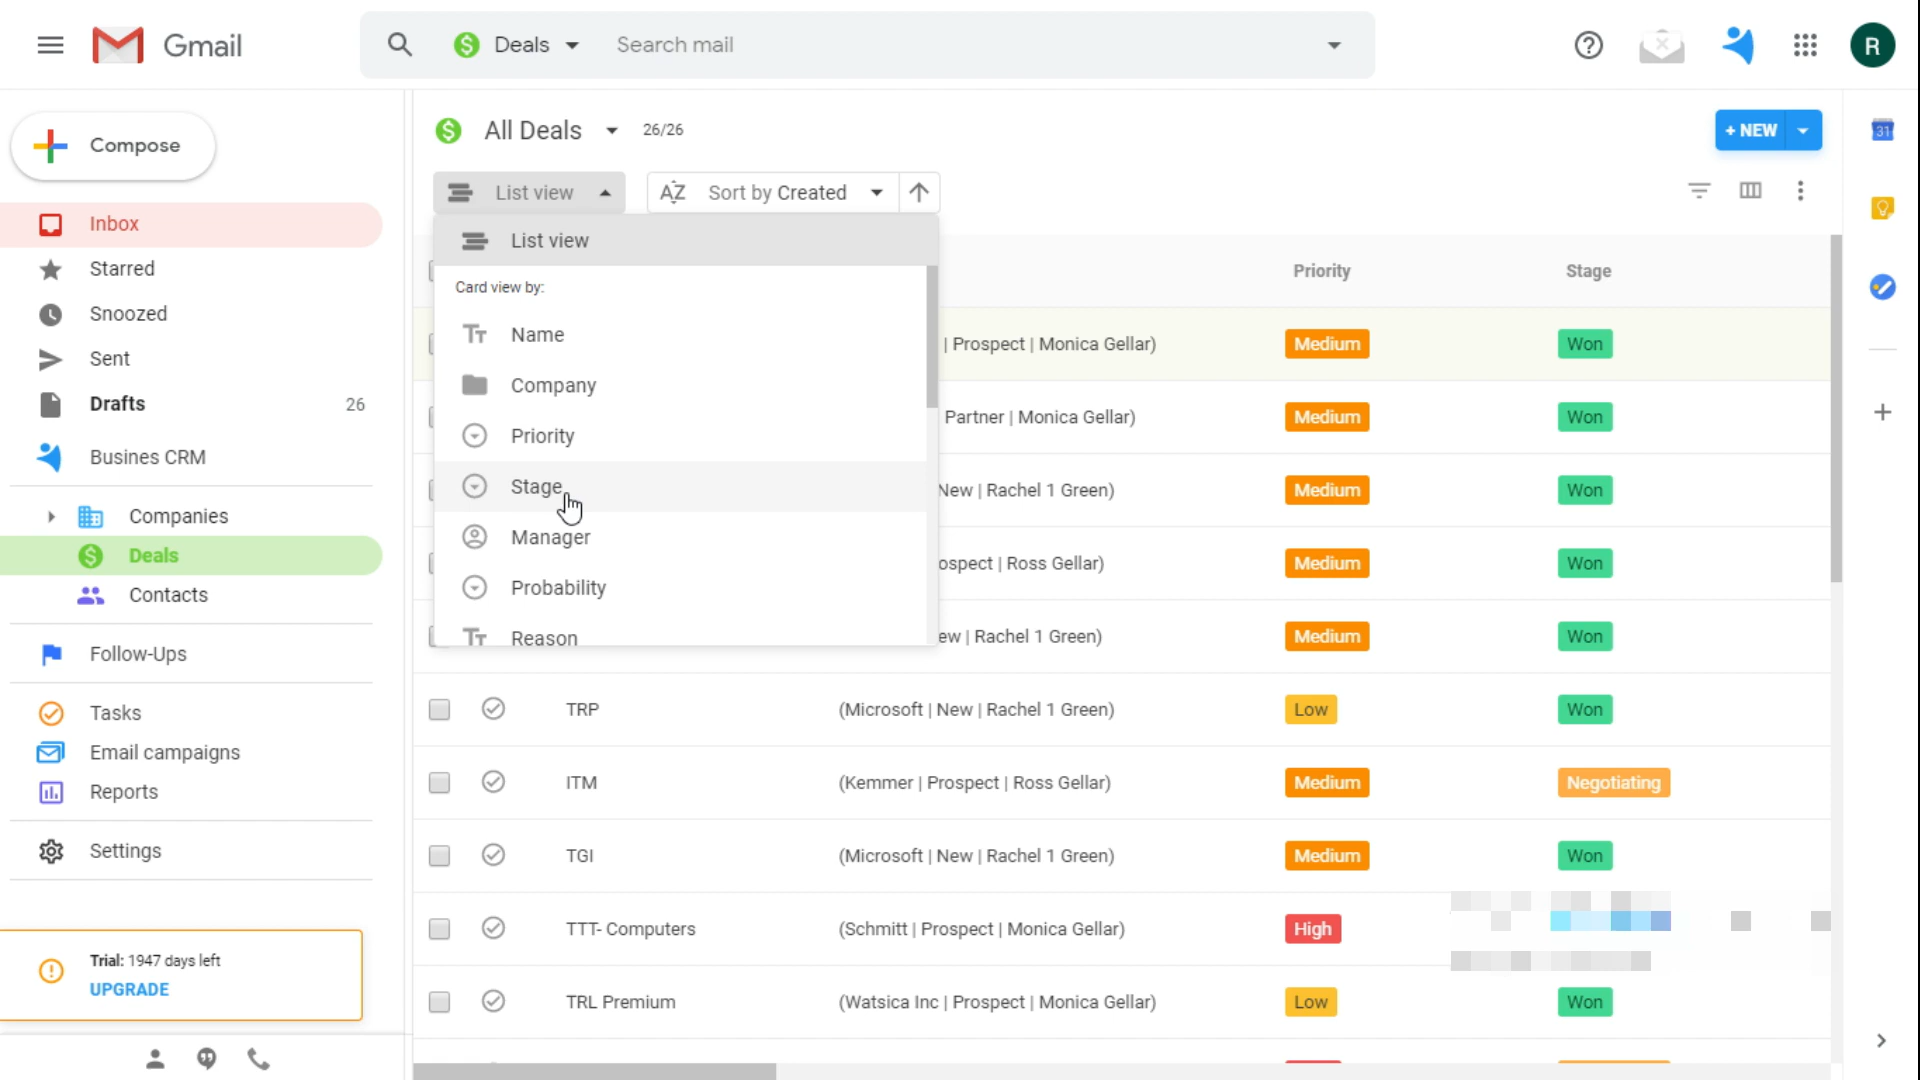 Gmail
Deals
Search mail
R
Compose
Inbox
Starred
Snoozed
Sent
Drafts 26
Busines CRM
Companies
Deals
Contacts
Follow-Ups
Tasks
Email campaigns
Reports
Settings
Trial: 1947 days left
UPGRADE
All Deals 26/26
+ NEW
31
List view
AZ Sort by Created
List view
Card view by:
Tт Name
Company
Priority
Stage
Manager
Probability
Tт Reason
Priority Stage
| Prospect | Monica Gellar) Medium Won
Partner | Monica Gellar) Medium Won
New | Rachel 1 Green) Medium Won
ospect | Ross Gellar) Medium Won
ew | Rachel 1 Green) Medium Won
TRP (Microsoft | New | Rachel 1 Green) Low Won
ITM (Kemmer | Prospect | Ross Gellar) Medium Negotiating
TGI (Microsoft | New | Rachel 1 Green) Medium Won
TTT- Computers (Schmitt | Prospect | Monica Gellar) High
TRL Premium (Watsica Inc | Prospect | Monica Gellar) Low Won